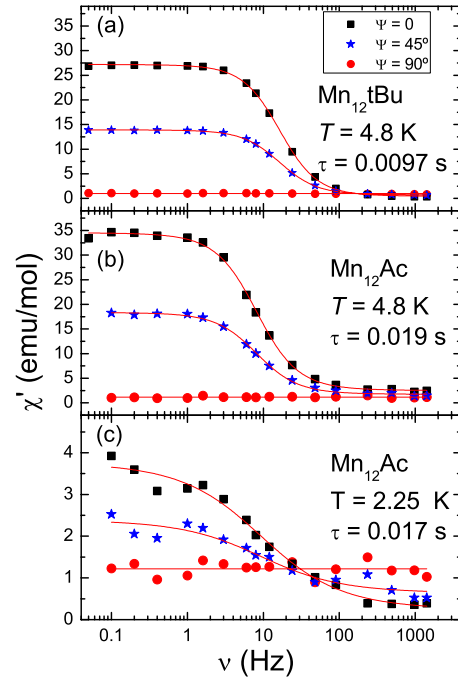 (a)
Ψ = 0
Ψ = 45º
Ψ = 90º
35
30
25
20
15
10
5
0
Mn12tBu
T = 4.8 K
τ = 0.0097 s
(b)
35
30
25
20
15
10
5
0
Mn12Ac
T = 4.8 K
τ = 0.019 s
(c)
4
3
2
1
0
Mn12Ac
T = 2.25 K
τ = 0.017 s
χ' (emu/mol)
0.1 1 10 100 1000
ν (Hz)